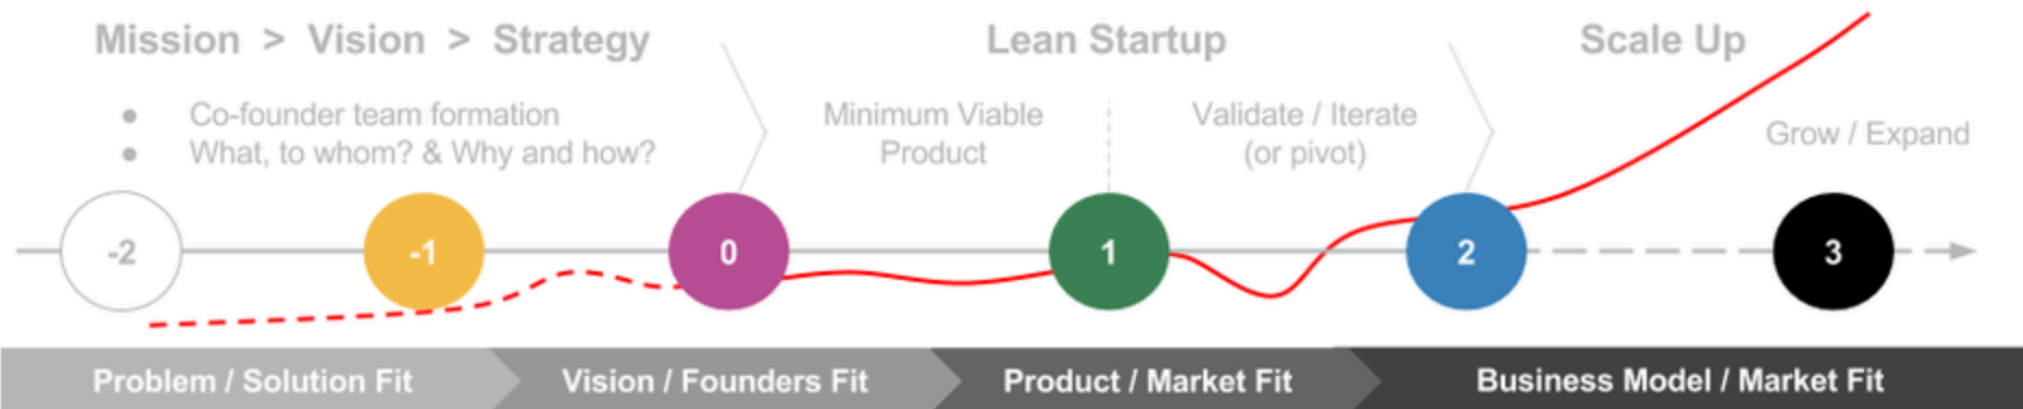 Mission > Vision > Strategy
● Co-founder team formation
● What, to whom? & Why and how?
Lean Startup
Minimum Viable
Product
Validate / Iterate
(or pivot)
Scale Up
Grow / Expand
-2
-1
0
1
2
3
Problem / Solution Fit
Vision / Founders Fit
Product / Market Fit
Business Model / Market Fit